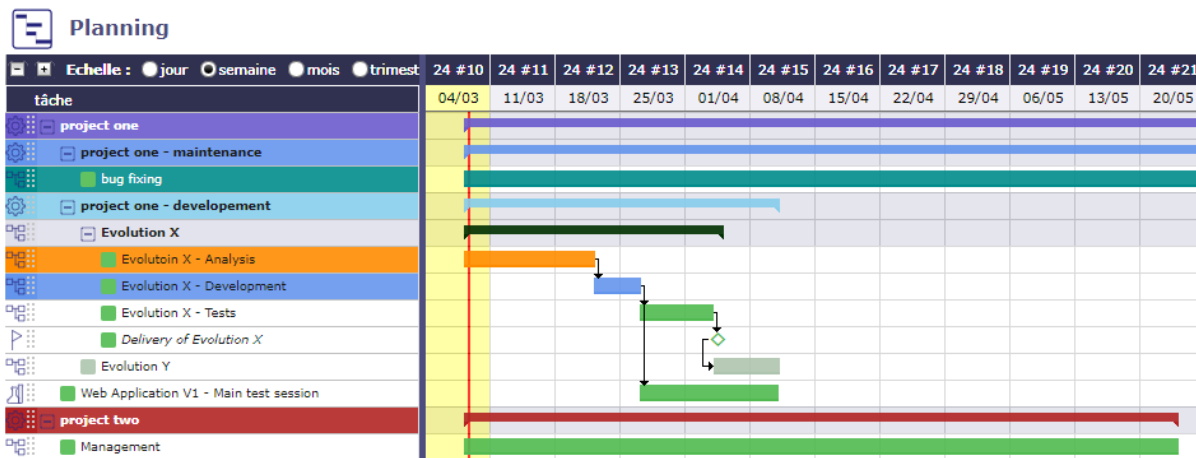 Planning
Echelle : jour semaine mois trimest 24 #10 24 #11 24 #12 24 #13 24 #14 24 #15 24 #16 24 #17 24 #18 24 #19 24 #20 24 #21
tâche 04/03 11/03 18/03 25/03 01/04 08/04 15/04 22/04 29/04 06/05 13/05 20/05
project one
project one - maintenance
bug fixing
project one - developement
Evolution X
Evolutoin X - Analysis
Evolution X - Development
Evolution X - Tests
Delivery of Evolution X
Evolution Y
Web Application V1 - Main test session
project two
Management